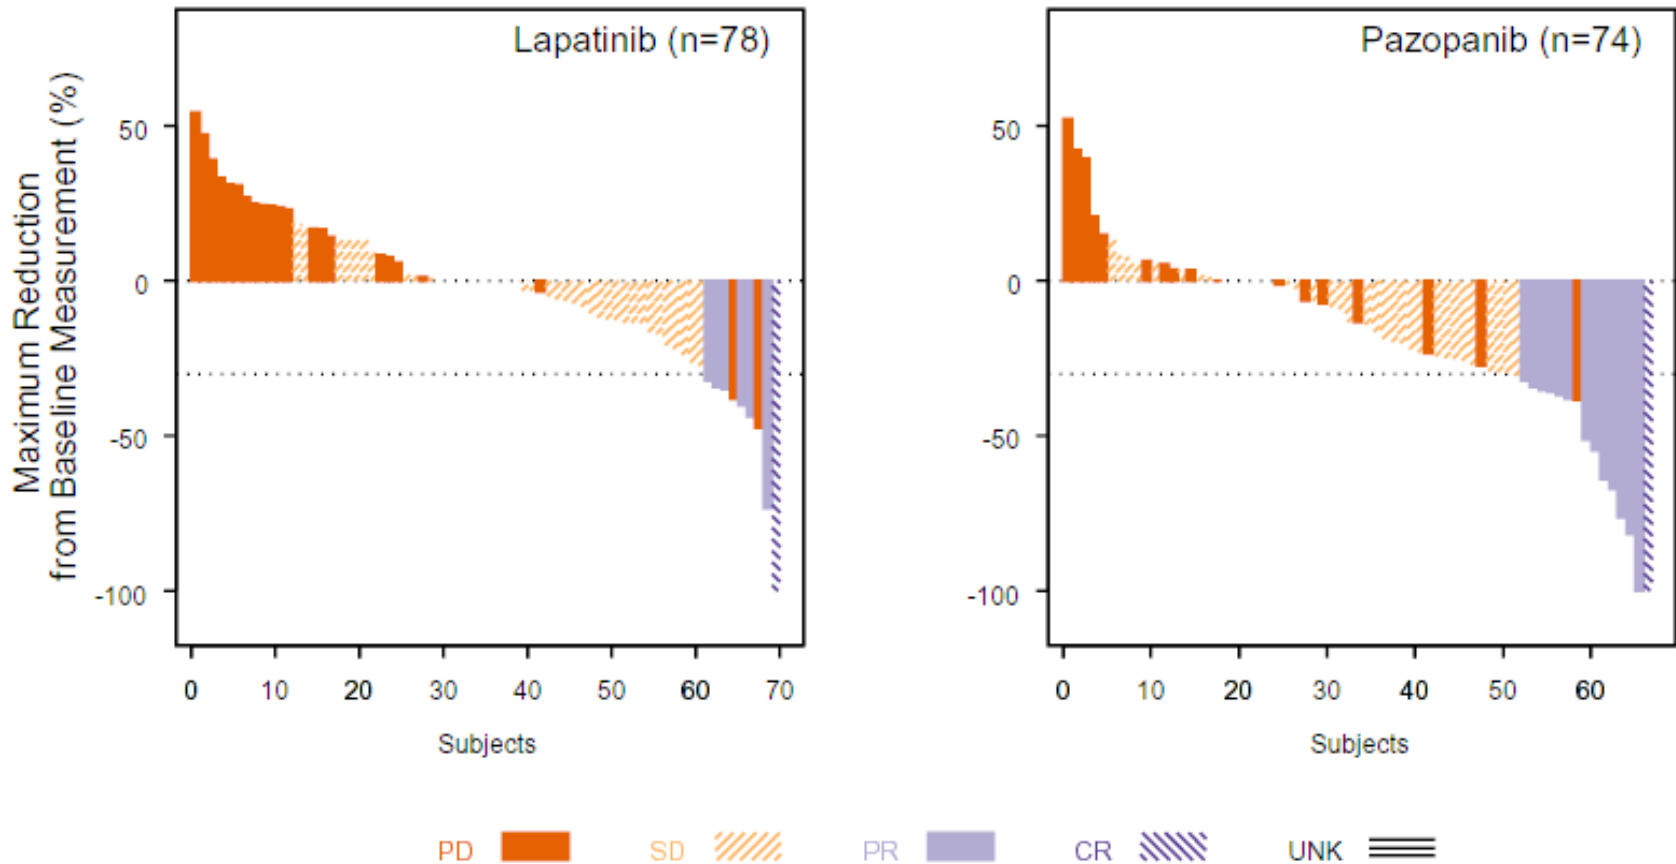 Lapatinib (n=78)
Pazopanib (n=74)
Maximum Reduction
from Baseline Measurement (%)
50
0
-50
-100
50
0
-50
-100
0 10 20 30 40 50 60 70
0 10 20 30 40 50 60
Subjects
Subjects
PD SD PR CR UNK